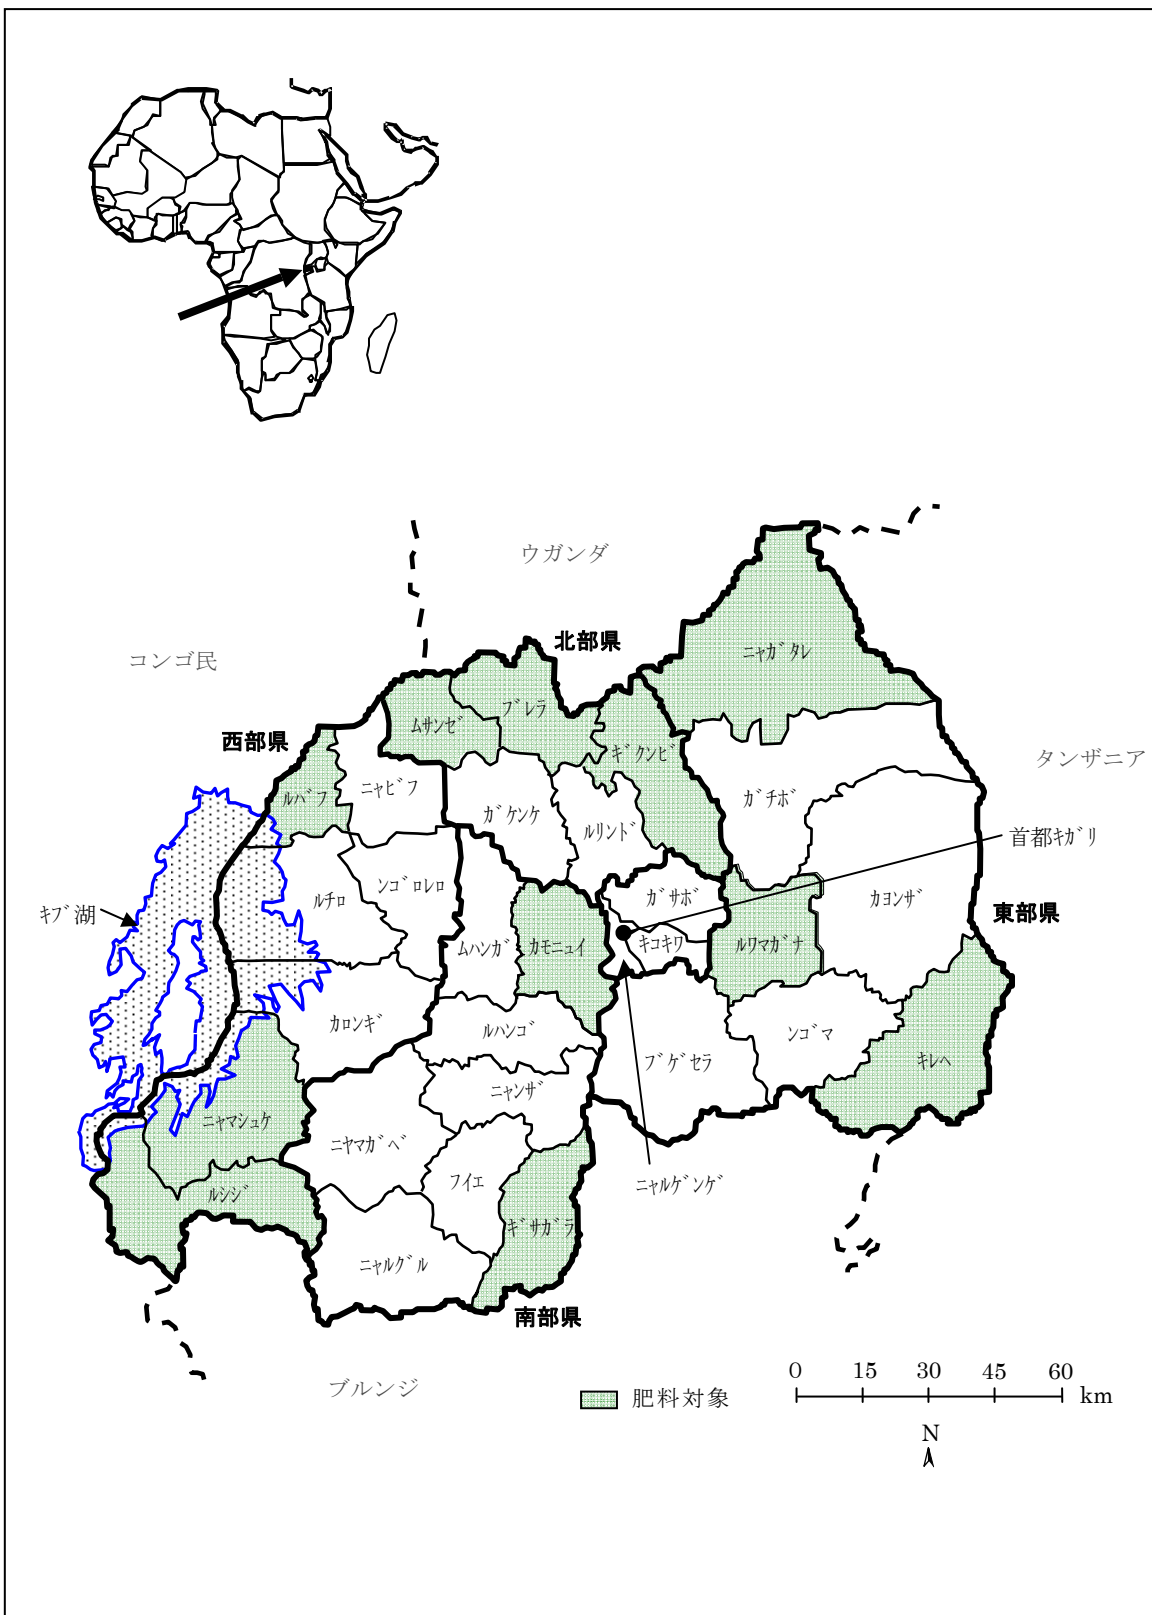 ウガンダ
北部県
コンゴ民
ニャガタレ
ブレラ
ムサンゼ
西部県
ギクンビ
タンザニア
ルバフ
ニャビフ
ガチボ
ガケンケ
ルリンド
首都キガリ
ンゴロレロ
ルチロ
ガサボ
カヨンザ
キブ湖
東部県
ムハンガ
カモニュイ
キコキワ
ルワマガナ
カロンギ
ルハンゴ
ンゴマ
ブゲセラ
キレヘ
ニャンザ
ニャマシュケ
ニヤマガベ
フイエ
ニャルゲンゲ
ルシジ
ギサガラ
ニャルグル
南部県
ブルンジ
肥料対象
0 15 30 45 60
km
N